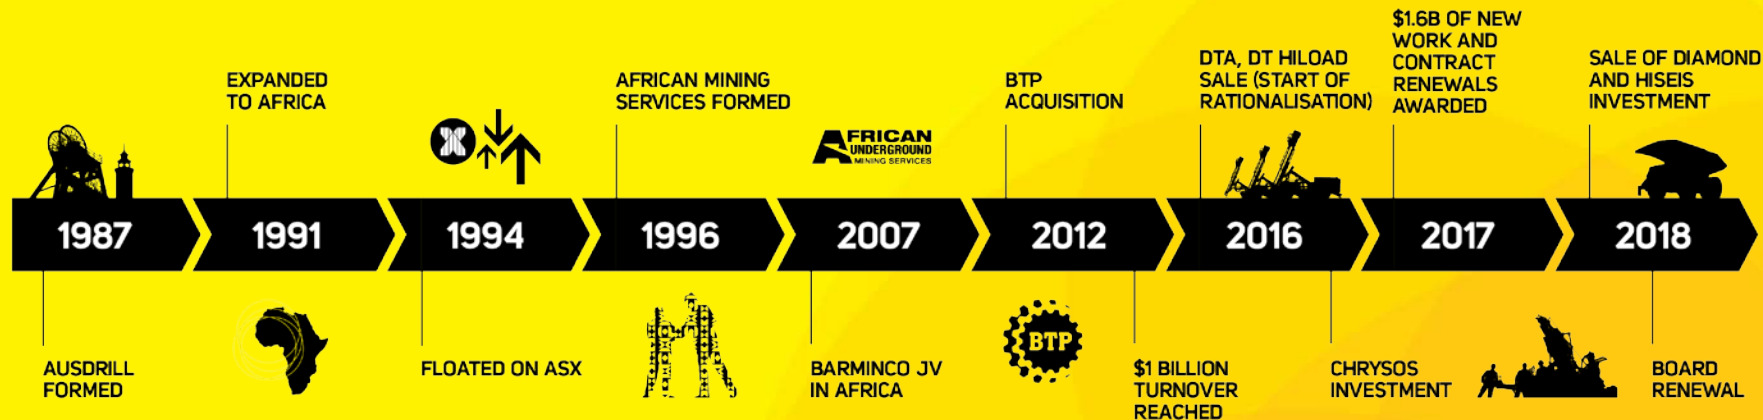 $1.6B OF NEW
WORK AND
CONTRACT
RENEWALS
AWARDED
EXPANDED
TO AFRICA
AFRICAN MINING
SERVICES FORMED
BTP
ACQUISITION
DTA, DT HILOAD
SALE (START OF
RATIONALISATION)
SALE OF DIAMOND
AND HISEIS
INVESTMENT
AFRICAN
UNDERGROUND
MINING SERVICES
1987
1991
1994
1996
2007
2012
2016
2017
2018
BTP
AUSDRILL
FORMED
FLOATED ON ASX
BARMINCO JV
IN AFRICA
$1 BILLION
TURNOVER
REACHED
CHRYSOS
INVESTMENT
BOARD
RENEWAL